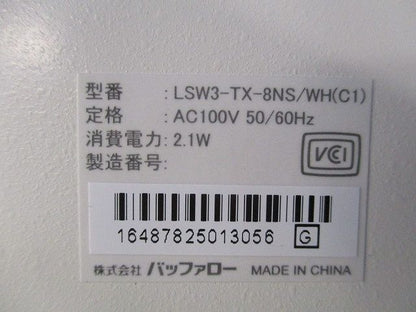 型番 : LSW3-TX-8NS/WH(C1)
定格 : AC100V 50/60Hz
消費電力: 2.1W
製造番号:
VCCI
16487825013056 G
株式会社 バッファロー MADE IN CHINA